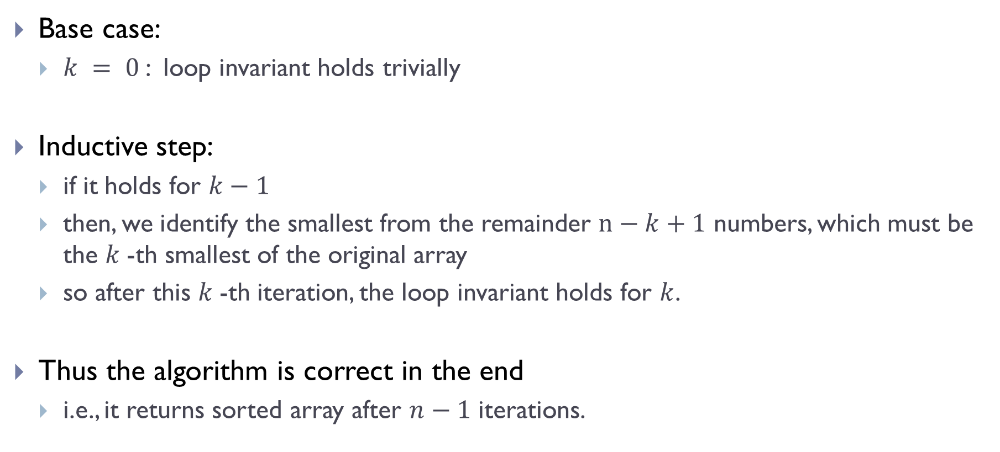 Base case:
k = 0 : loop invariant holds trivially
Inductive step:
if it holds for k − 1
then, we identify the smallest from the remainder n − k + 1 numbers, which must be
the k -th smallest of the original array
so after this k -th iteration, the loop invariant holds for k.
Thus the algorithm is correct in the end
i.e., it returns sorted array after n − 1 iterations.